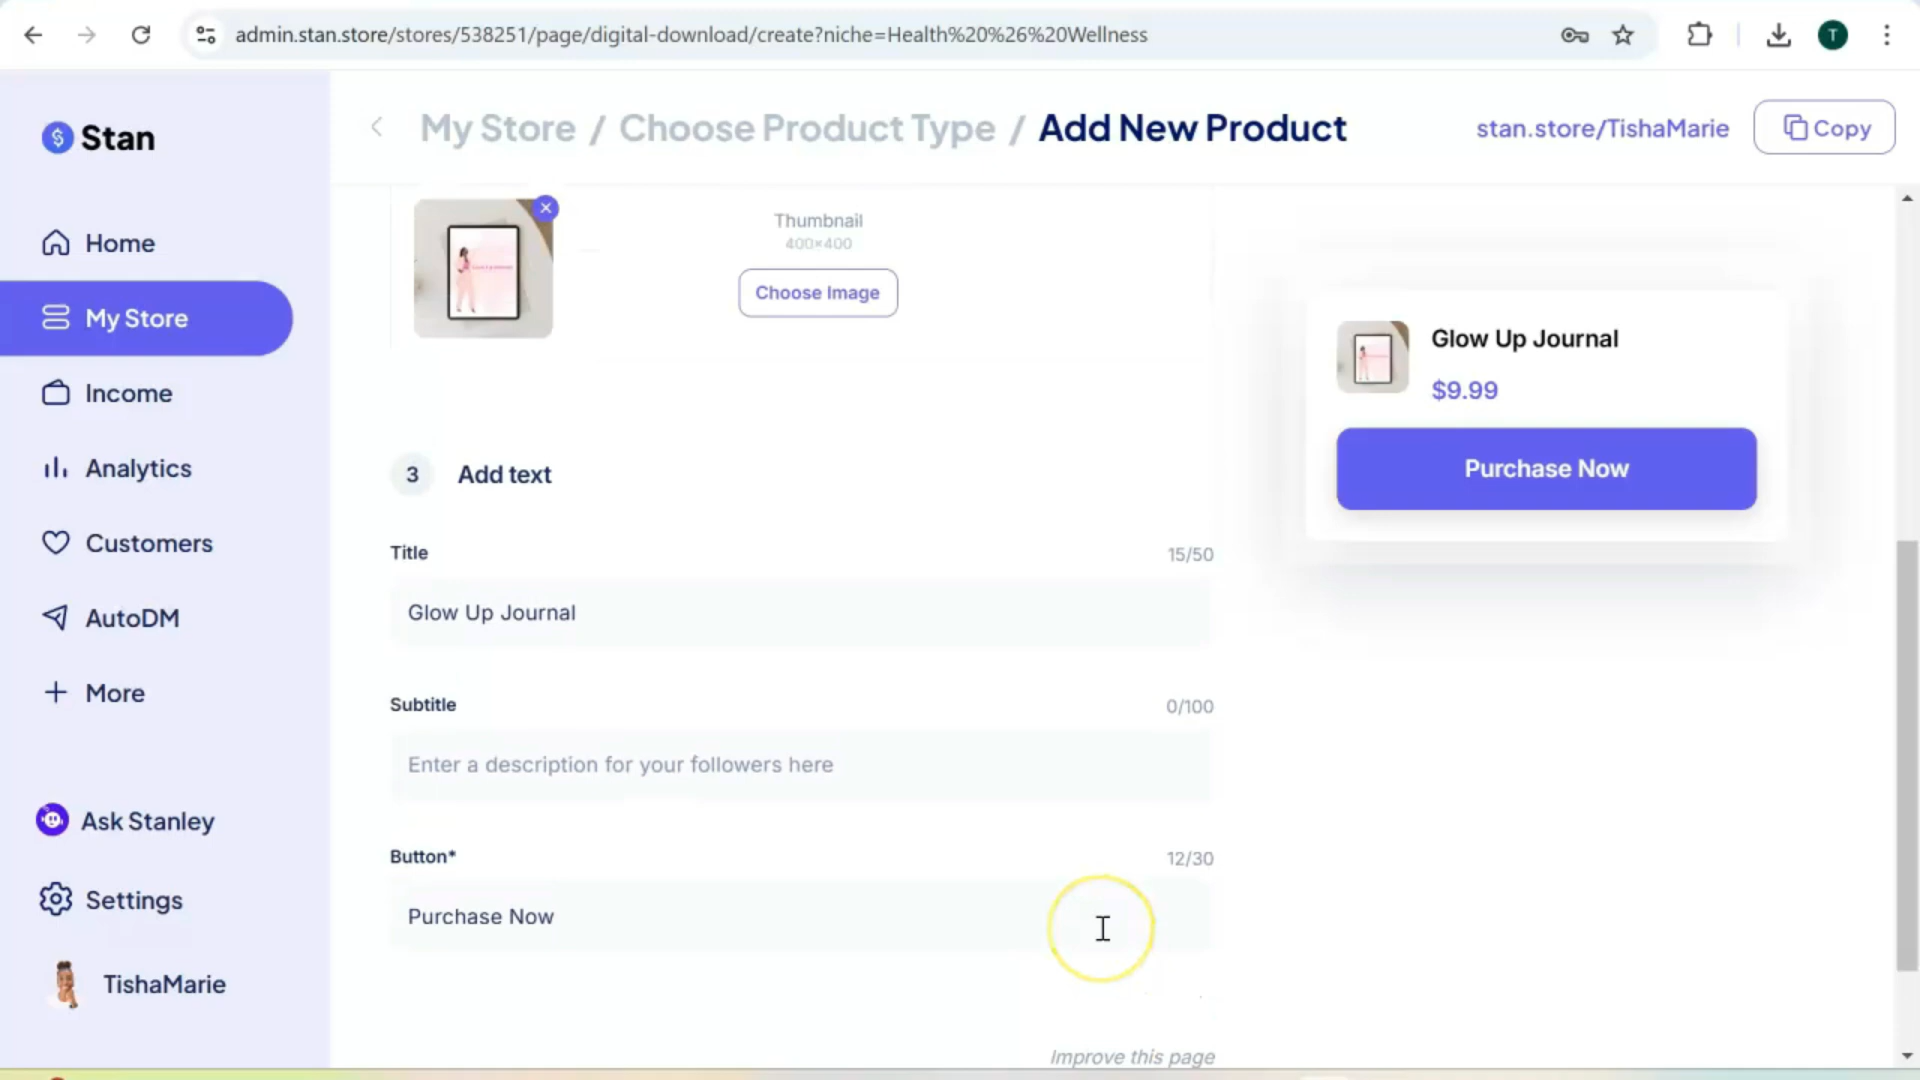 admin.stan.store/stores/538251/page/digital-download/create?niche=Health%20%26%20Wellness
T
$ Stan
Home
My Store
Income
Analytics
Customers
AutoDM
More
Ask Stanley
Settings
TishaMarie
My Store / Choose Product Type / Add New Product
stan.store/TishaMarie
Copy
Thumbnail
400×400
Choose Image
3 Add text
Title 15/50
Glow Up Journal
Subtitle 0/100
Enter a description for your followers here
Button* 12/30
Purchase Now
Improve this page
Glow Up Journal
$9.99
Purchase Now